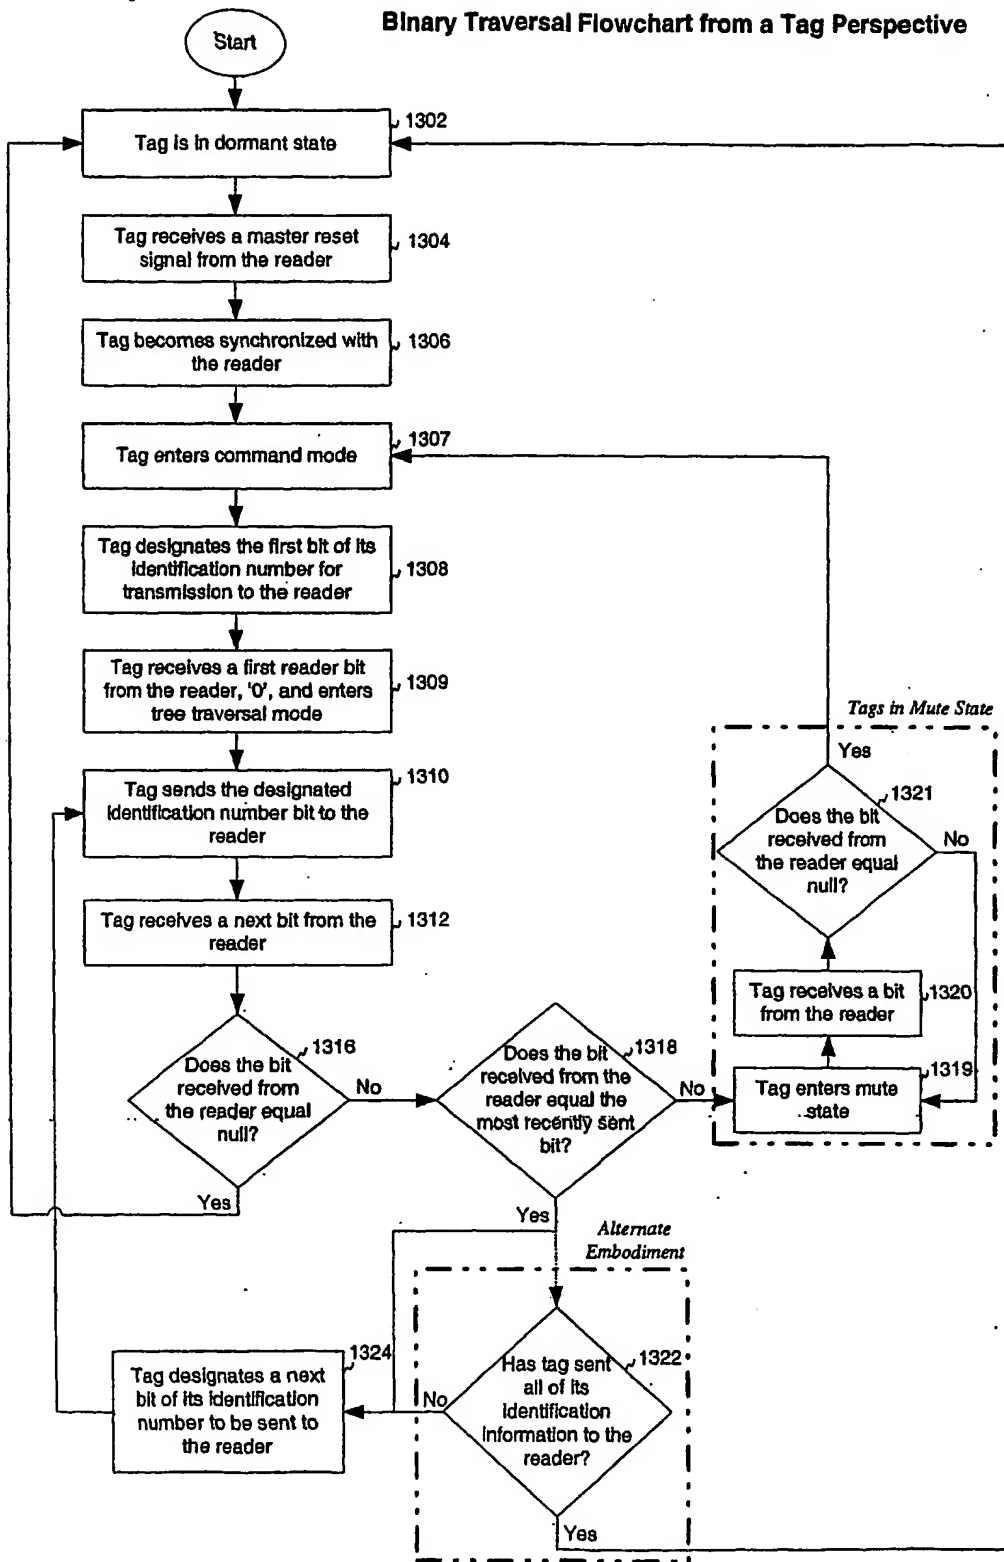 Binary Traversal Flowchart from a Tag Perspective
Start
1302
Tag is in dormant state
Tag receives a master reset
signal from the reader
1304
Tag becomes synchronized with
the reader
1306
1307
Tag enters command mode
Tag designates the first bit of its
identification number for
transmission to the reader
1308
Tag receives a first reader bit
from the reader, '0', and enters
tree traversal mode
1309
1310
Tag sends the designated
identification number bit to the
reader
Tag receives a next bit from the
reader
1312
Tags in Mute State
Yes
1321
Does the bit
received from
the reader equal
null?
No
Tag receives a bit
from the reader
1320
1319
Tag enters mute
state
1316
Does the bit
received from
the reader equal
null?
No
Yes
1318
Does the bit
received from the
reader equal the
most recently sent
bit?
No
Yes
Alternate
Embodiment
1322
Has tag sent
all of its
identification
information to the
reader?
No
Yes
1324
Tag designates a next
bit of its identification
number to be sent to
the reader